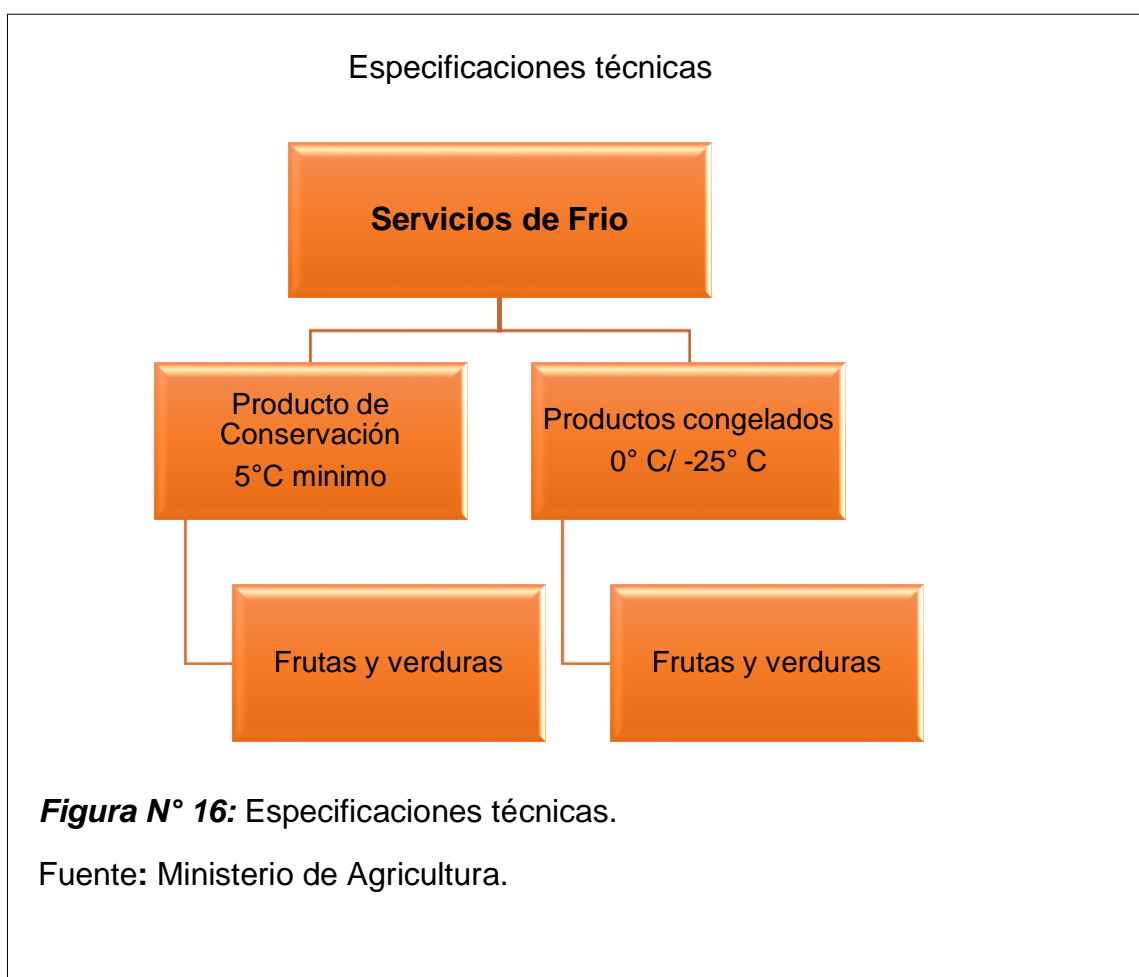 Especificaciones técnicas
Servicios de Frio
Producto de
Conservación
5°C minimo
Productos congelados
0° C/ -25° C
Frutas y verduras
Frutas y verduras
Figura N° 16: Especificaciones técnicas.
Fuente: Ministerio de Agricultura.